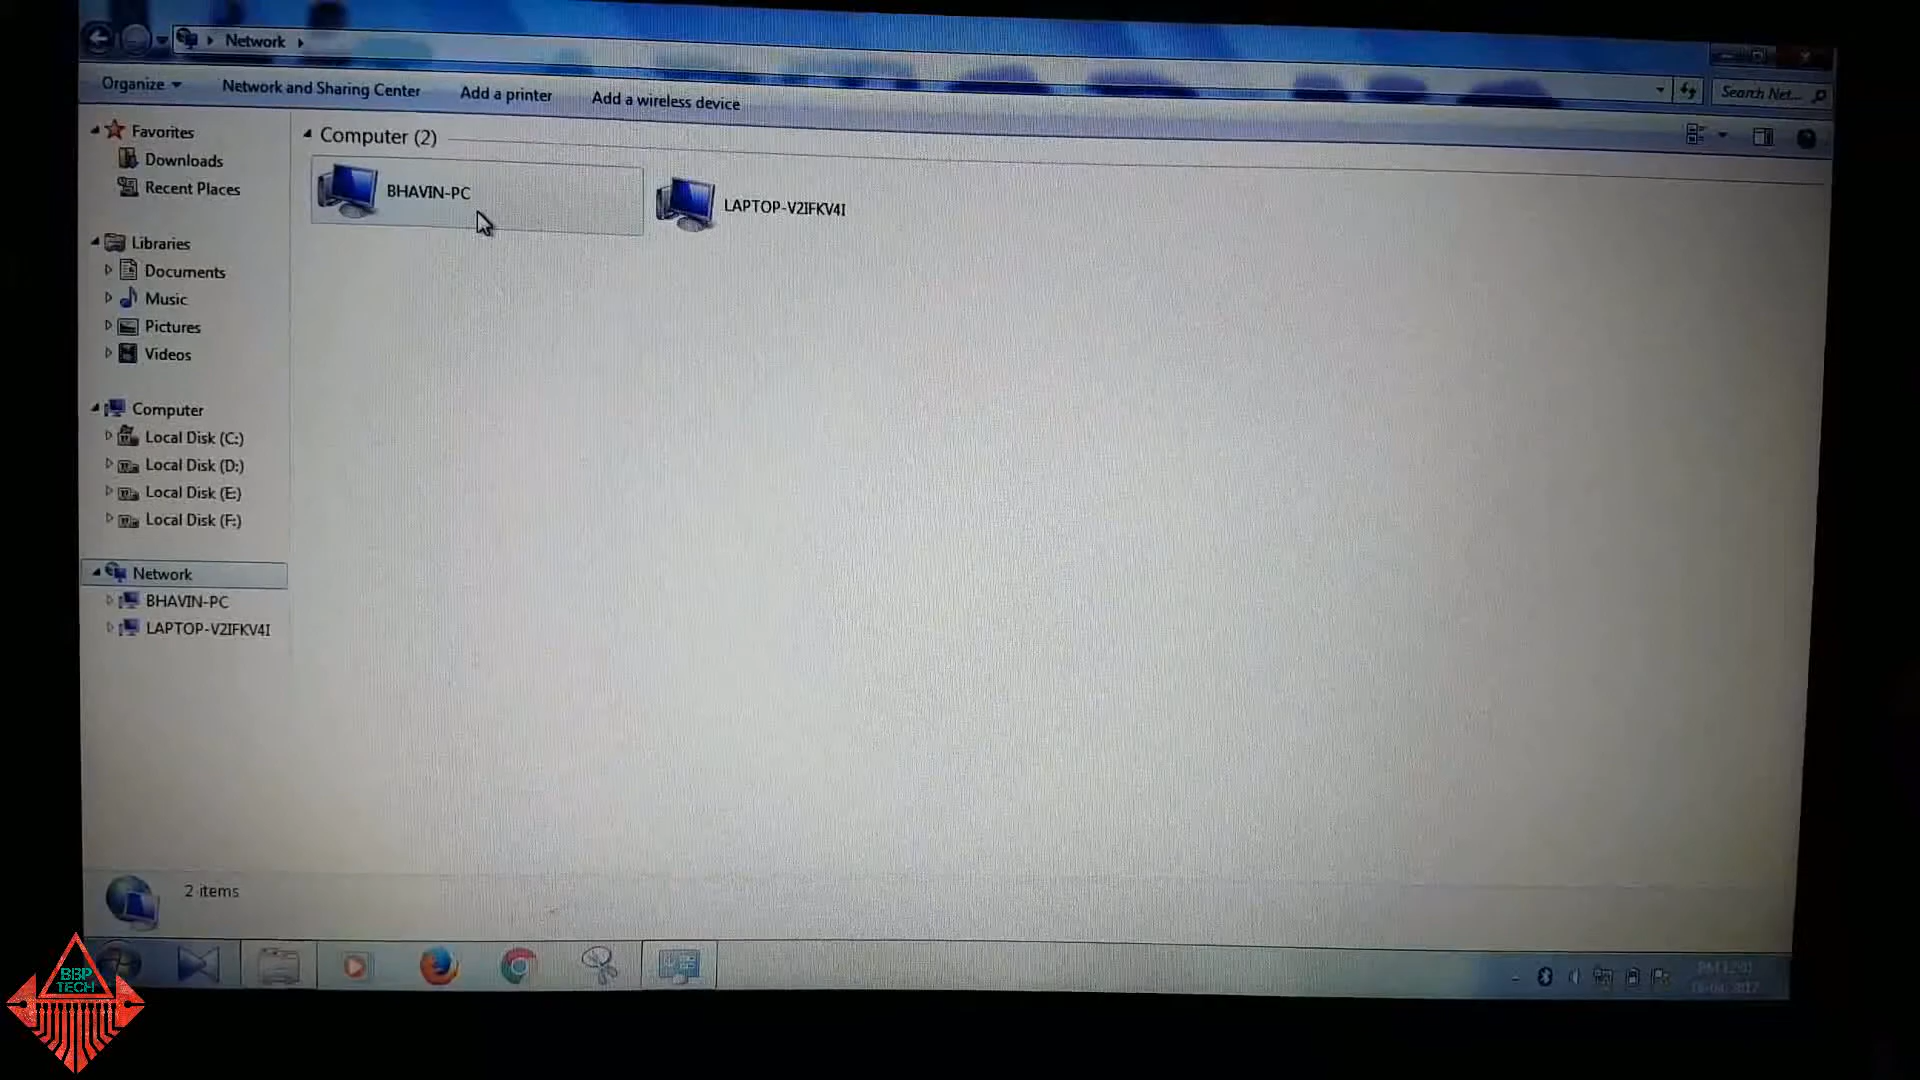 Network
Search Net...
Organize
Network and Sharing Center
Add a printer
Add a wireless device
Favorites
Downloads
Recent Places
Libraries
Documents
Music
Pictures
Videos
Computer
Local Disk (C:)
Local Disk (D:)
Local Disk (E:)
Local Disk (F:)
Network
BHAVIN-PC
LAPTOP-V2IFKV4I
Computer (2)
BHAVIN-PC
LAPTOP-V2IFKV4I
2 items
BBP
TECH